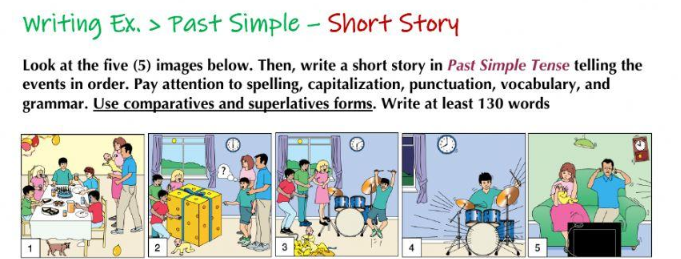 Writing Ex. > Past Simple – Short Story
Look at the five (5) images below. Then, write a short story in Past Simple Tense telling the
events in order. Pay attention to spelling, capitalization, punctuation, vocabulary, and
grammar. Use comparatives and superlatives forms. Write at least 130 words
?
1 2 3 4 5